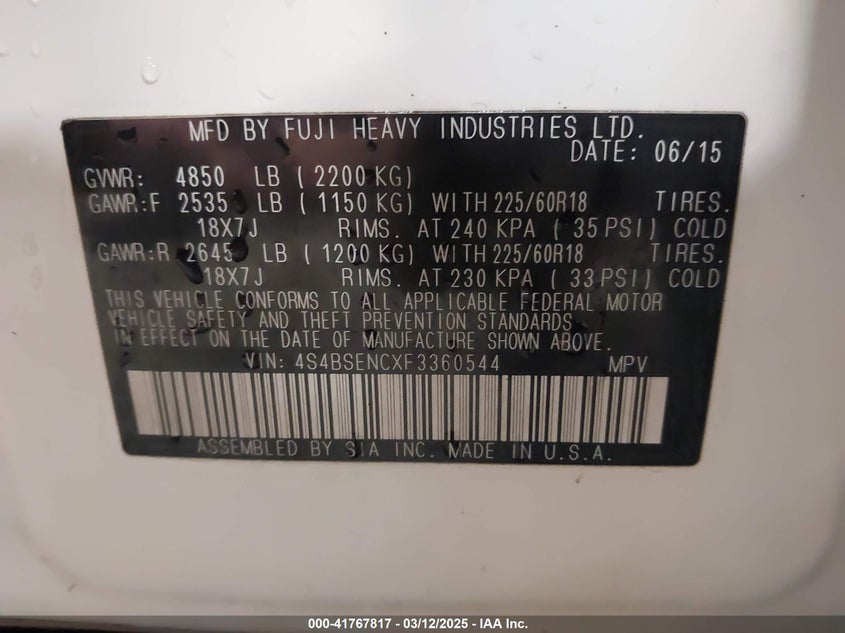 MFD BY FUJI HEAVY INDUSTRIES LTD.
DATE: 06/15
GVWR: 4850 LB ( 2200 KG)
GAWR:F 2535 LB ( 1150 KG) WITH 225/60R18 TIRES.
18X7J RIMS. AT 240 KPA ( 35 PSI) COLD
GAWR:R 2645 LB ( 1200 KG) WITH 225/60R18 TIRES.
18X7J RIMS. AT 230 KPA ( 33 PSI) COLD
THIS VEHICLE CONFORMS TO ALL APPLICABLE FEDERAL MOTOR
VEHICLE SAFETY AND THEFT PREVENTION STANDARDS
IN EFFECT ON THE DATE OF MANUFACTURE SHOWN ABOVE.
VIN: 4S4BSENCXF3360544 MPV
ASSEMBLED BY SIA INC. MADE IN U.S.A.
000-41767817 - 03/12/2025 - IAA Inc.